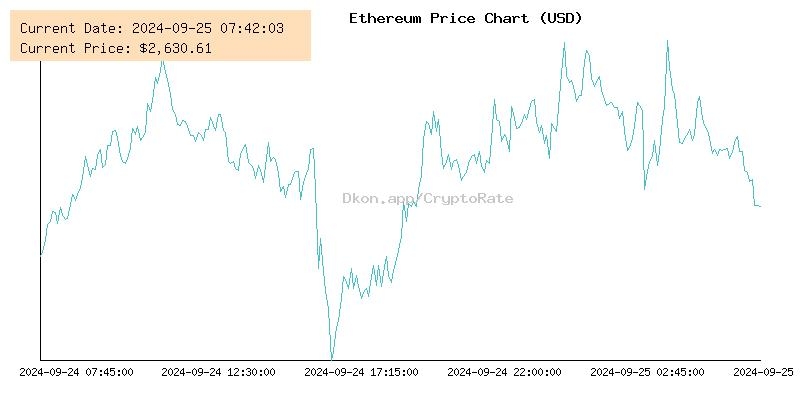 Ethereum Price Chart (USD)
Current Date: 2024-09-25 07:42:03
Current Price: $2,630.61
Dkon.app/CryptoRate
2024-09-24 07:45:00 2024-09-24 12:30:00 2024-09-24 17:15:00 2024-09-24 22:00:00 2024-09-25 02:45:00 2024-09-25